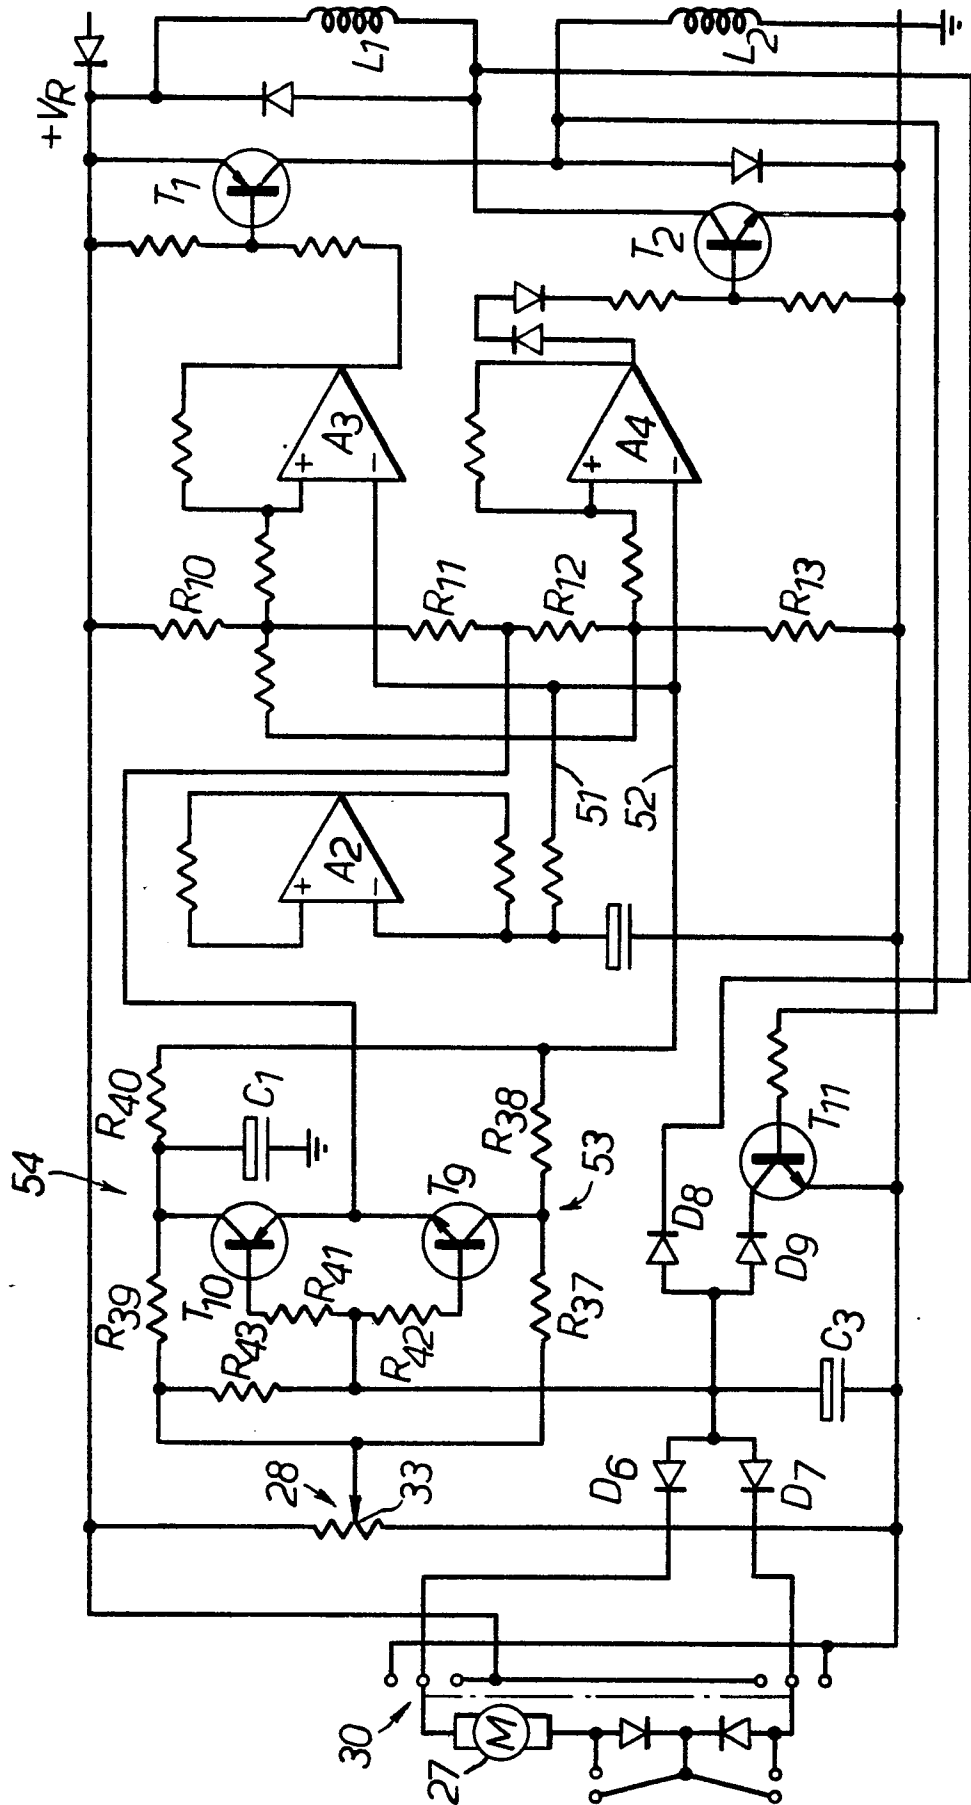 54
R40
C1
R39
T10
R43
R41
R42
T9
R38
53
R37
28
33
30
M
27
D6
D7
D8
D9
T11
C3
A2
+
−
51
52
R10
R11
R12
R13
A3
+
−
A4
+
−
T1
T2
+VR
L1
L2